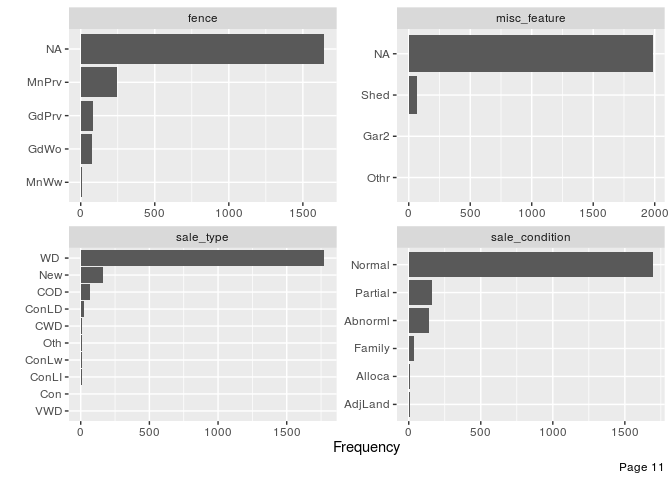 fence
NA
MnPrv
GdPrv
GdWo
MnWw
0 500 1000 1500
misc_feature
NA
Shed
Gar2
Othr
0 500 1000 1500 2000
sale_type
WD
New
COD
ConLD
CWD
Oth
ConLw
ConLI
Con
VWD
0 500 1000 1500
sale_condition
Normal
Partial
Abnorml
Family
Alloca
AdjLand
0 500 1000 1500
Frequency
Page 11